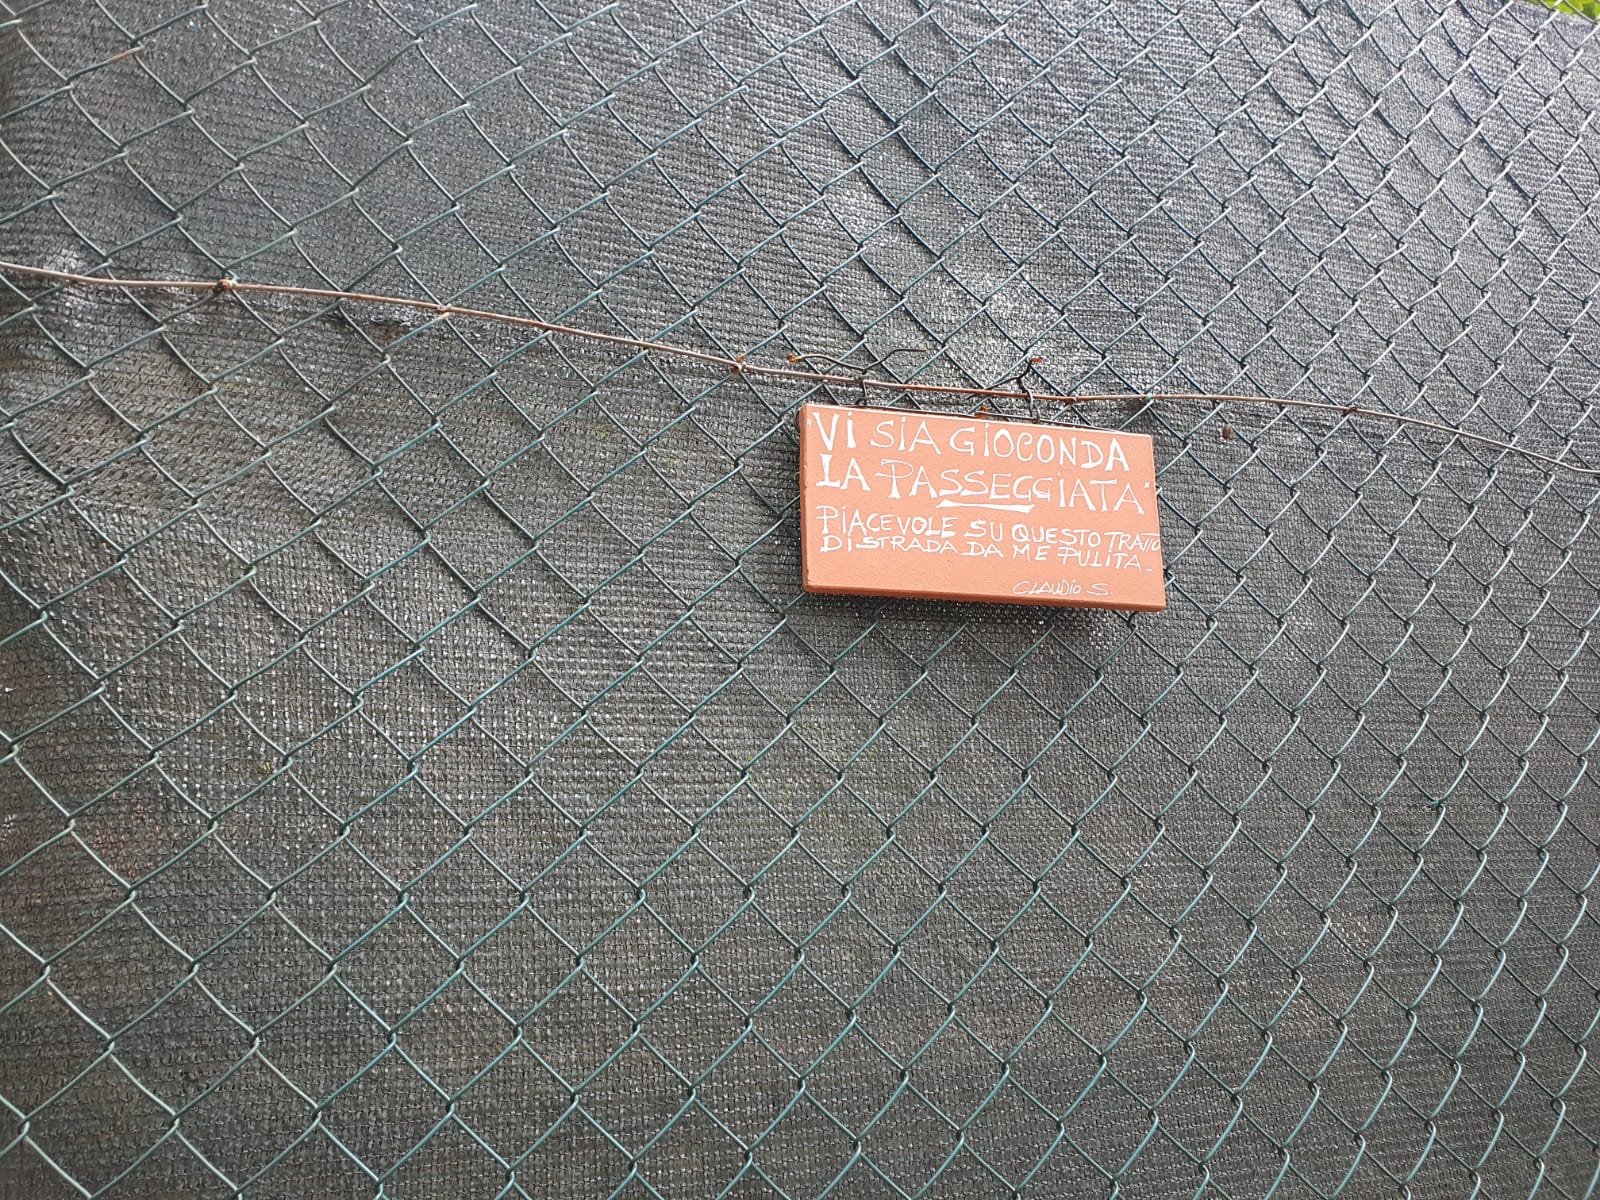 "Vi SiA GiOCONDA
LA PASSEGGIATA"
PIACEVOLE SU QUESTO TRATTO
Di STRADA DA ME PULITA.
CLAUDiO S.